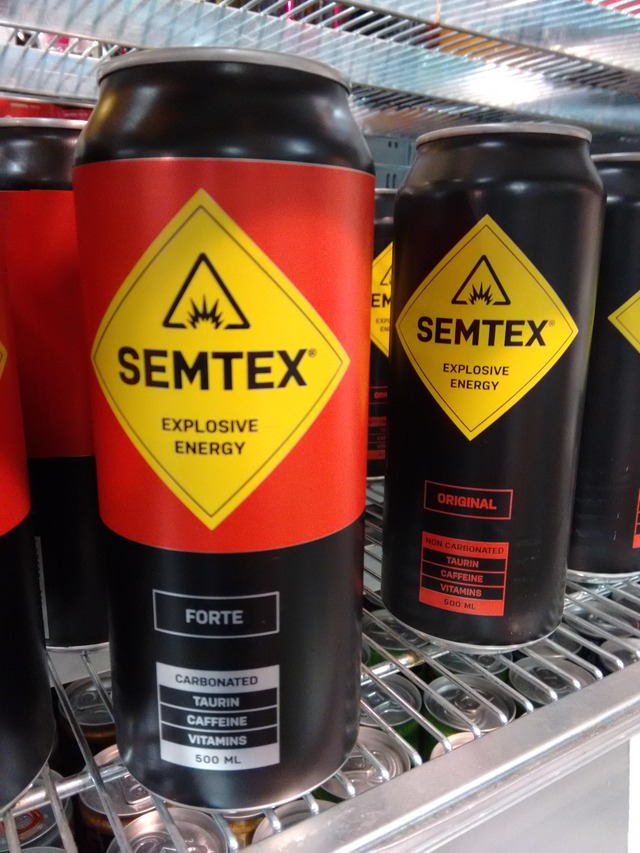 SEMTEX®
EXPLOSIVE
ENERGY
FORTE
CARBONATED
TAURIN
CAFFEINE
VITAMINS
500 ML
SEMTEX®
EXPLOSIVE
ENERGY
ORIGINAL
NON CARBONATED
TAURIN
CAFFEINE
VITAMINS
500 ML